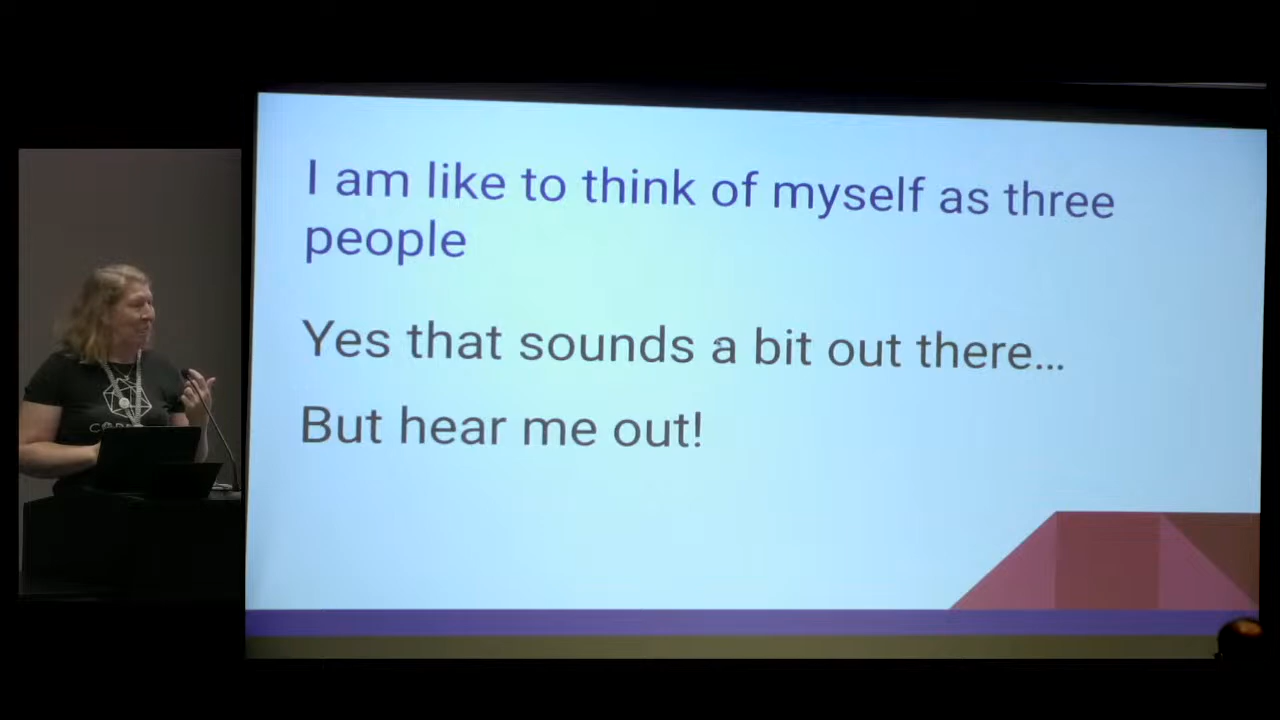 I am like to think of myself as three
people
Yes that sounds a bit out there…
But hear me out!